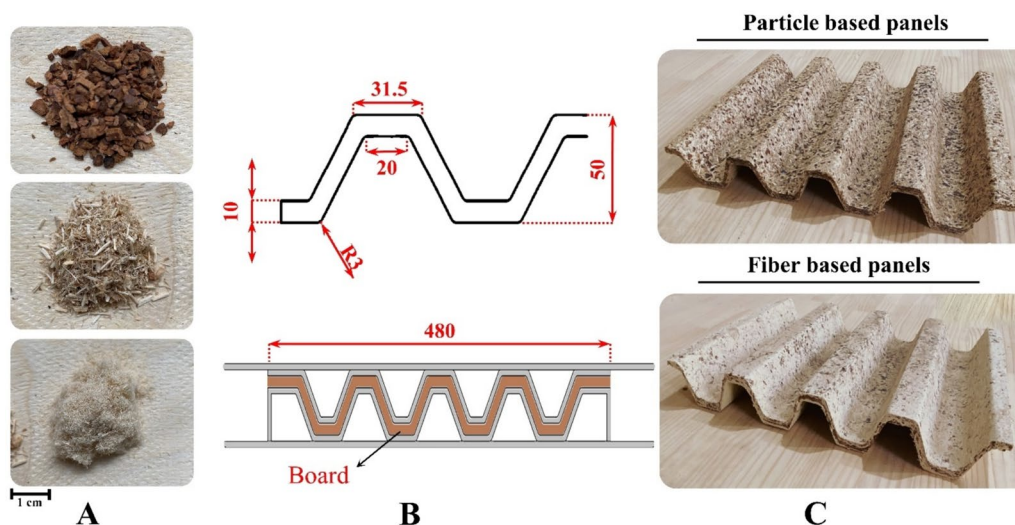 Particle based panels
31.5
20
50
10
R3
Fiber based panels
480
Board
1 cm
A
B
C